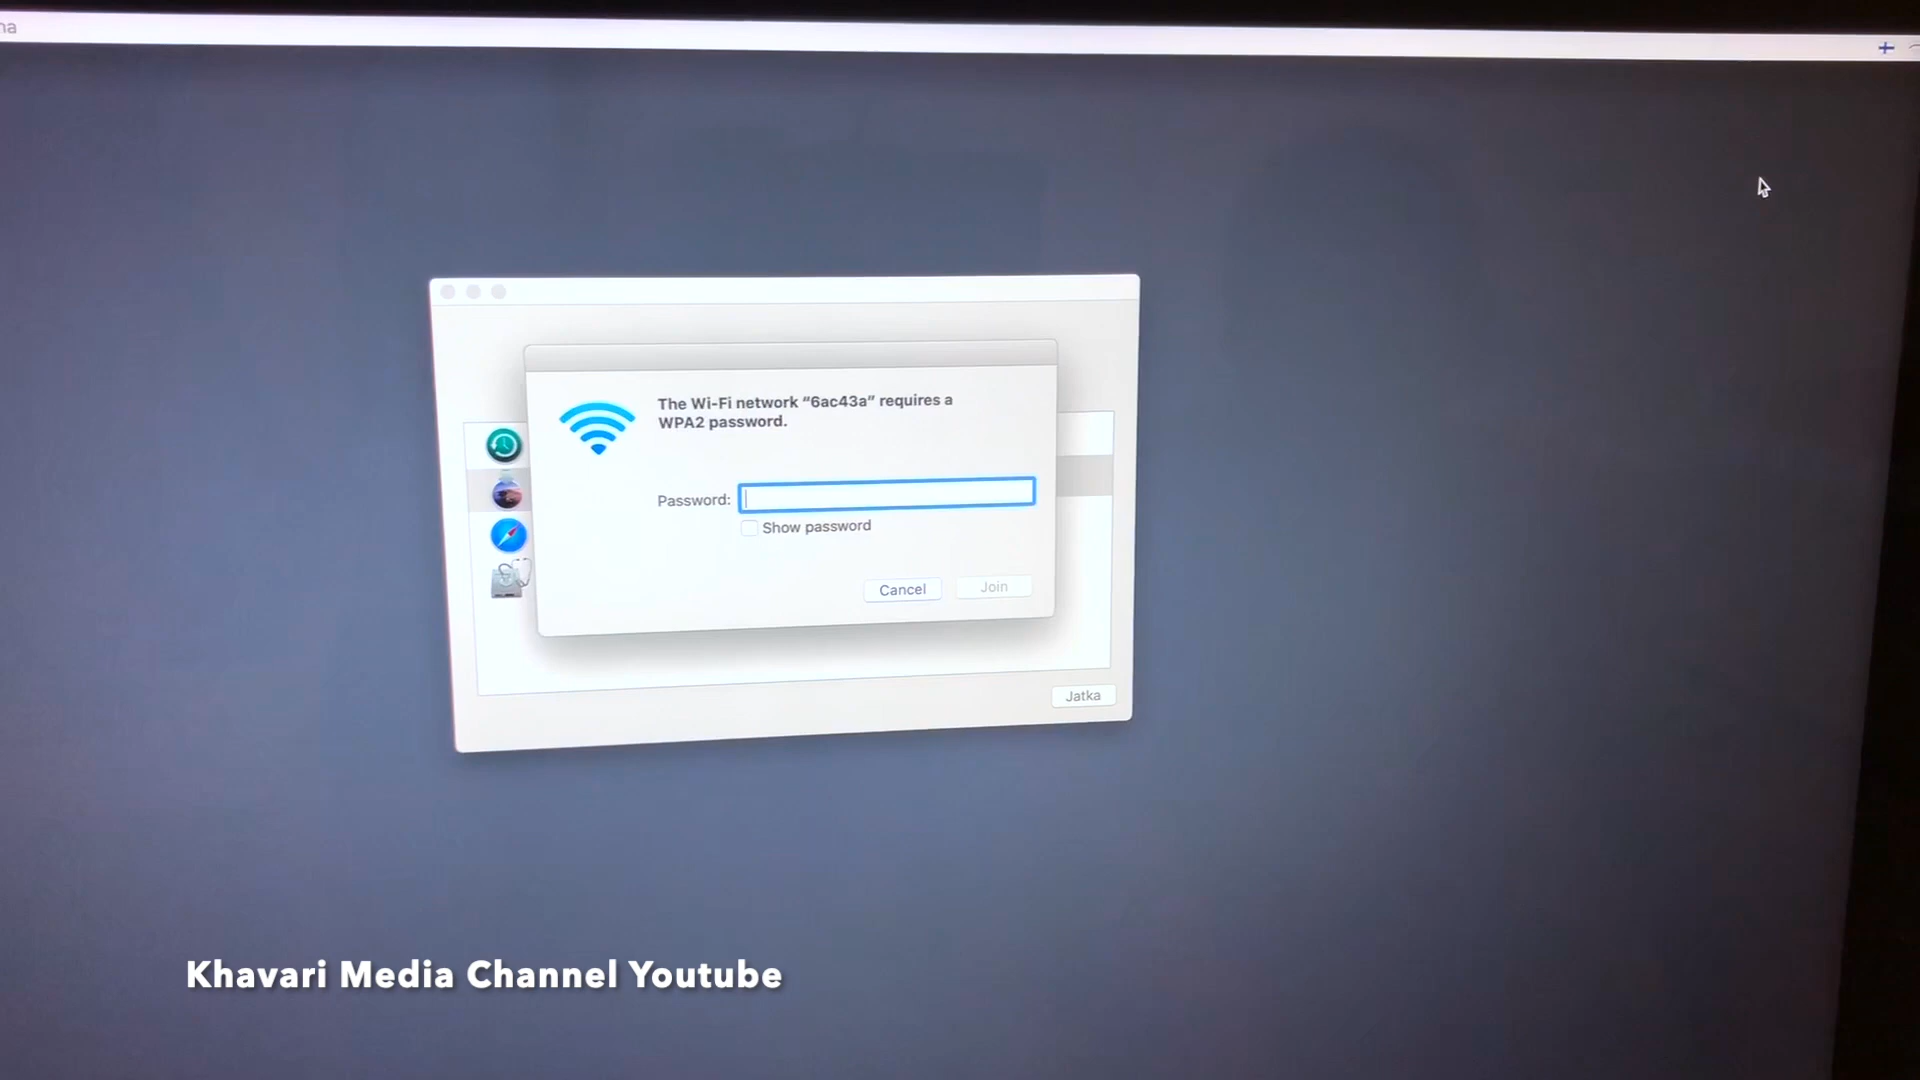 The Wi-Fi network “6ac43a” requires a
WPA2 password.
Password:
Show password
Cancel
Join
Jatka
Khavari Media Channel Youtube